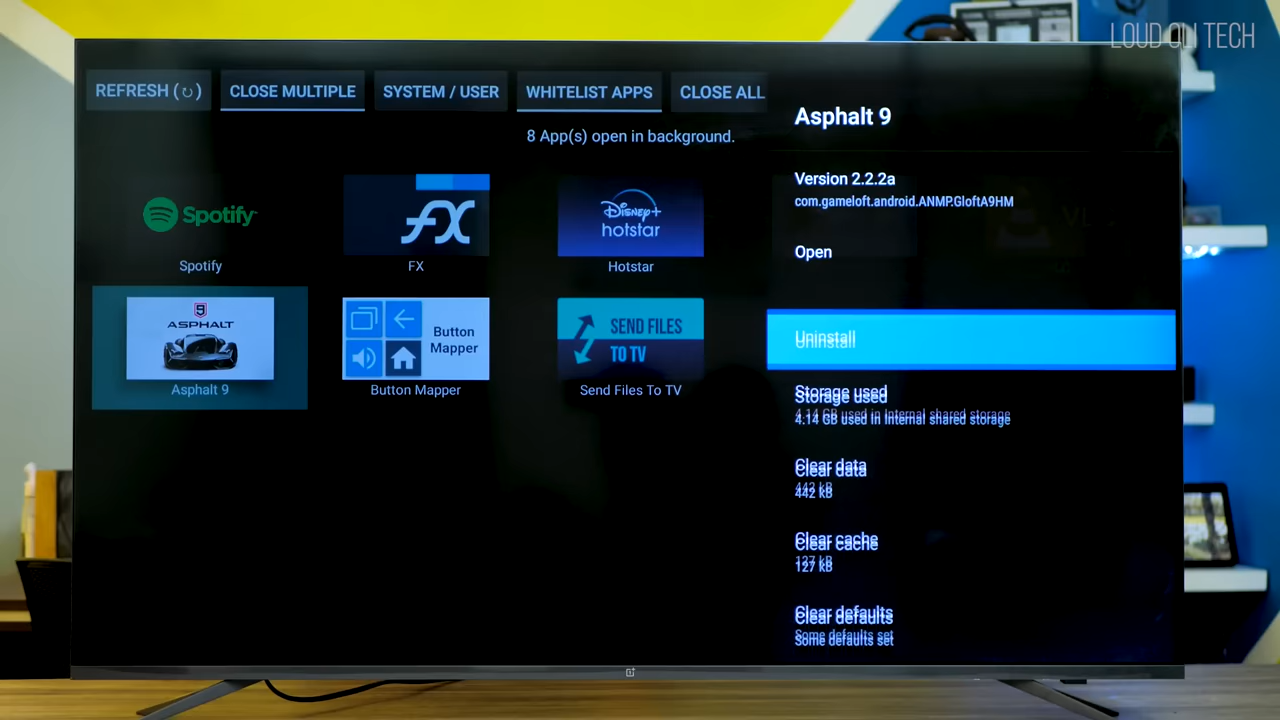 LOUD OLI TECH
REFRESH (↻) CLOSE MULTIPLE SYSTEM / USER WHITELIST APPS CLOSE ALL
8 App(s) open in background.
Spotify
Spotify
FX
FX
Disney+
hotstar
Hotstar
VL
9
ASPHALT
Asphalt 9
Button
Mapper
Button Mapper
SEND FILES
TO TV
Send Files To TV
Asphalt 9
Version 2.2.2a
com.gameloft.android.ANMP.GloftA9HM
Open
Uninstall
Storage used
4.14 GB used in Internal shared storage
Clear data
442 kB
Clear cache
127 kB
Clear defaults
Some defaults set